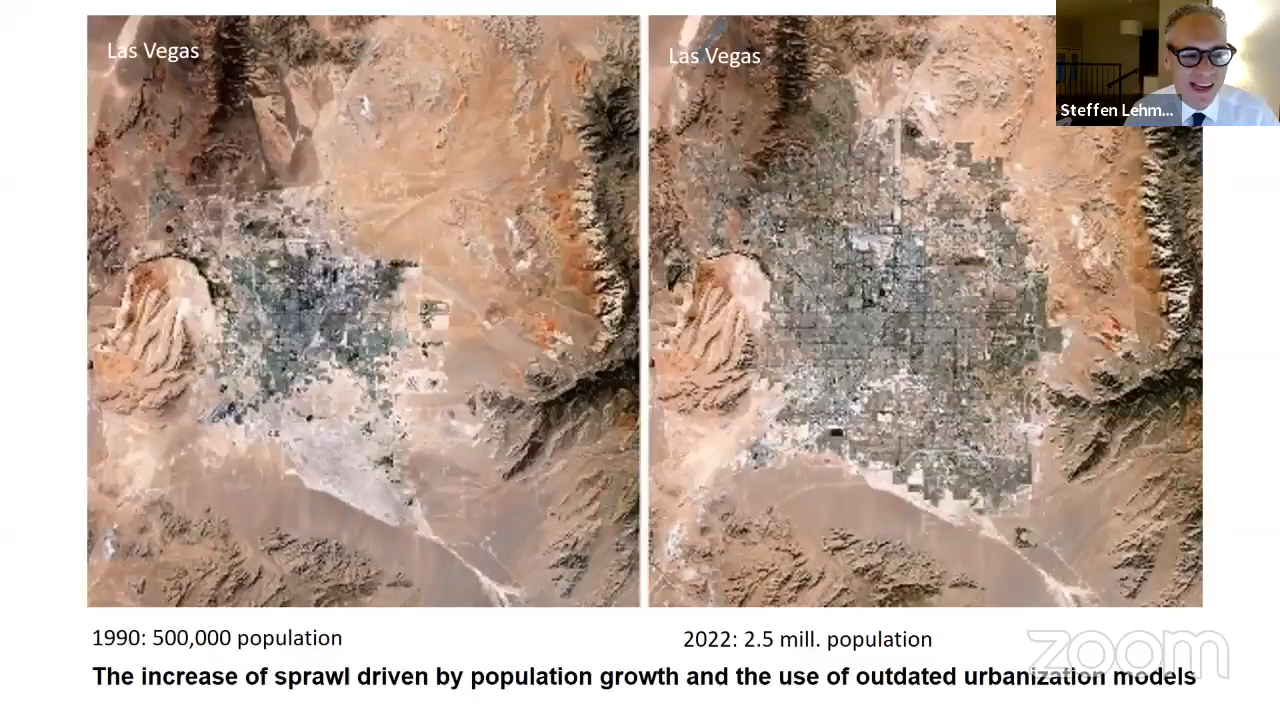 Las Vegas
Las Vegas
Steffen Lehm...
1990: 500,000 population
2022: 2.5 mill. population
zoom
The increase of sprawl driven by population growth and the use of outdated urbanization models